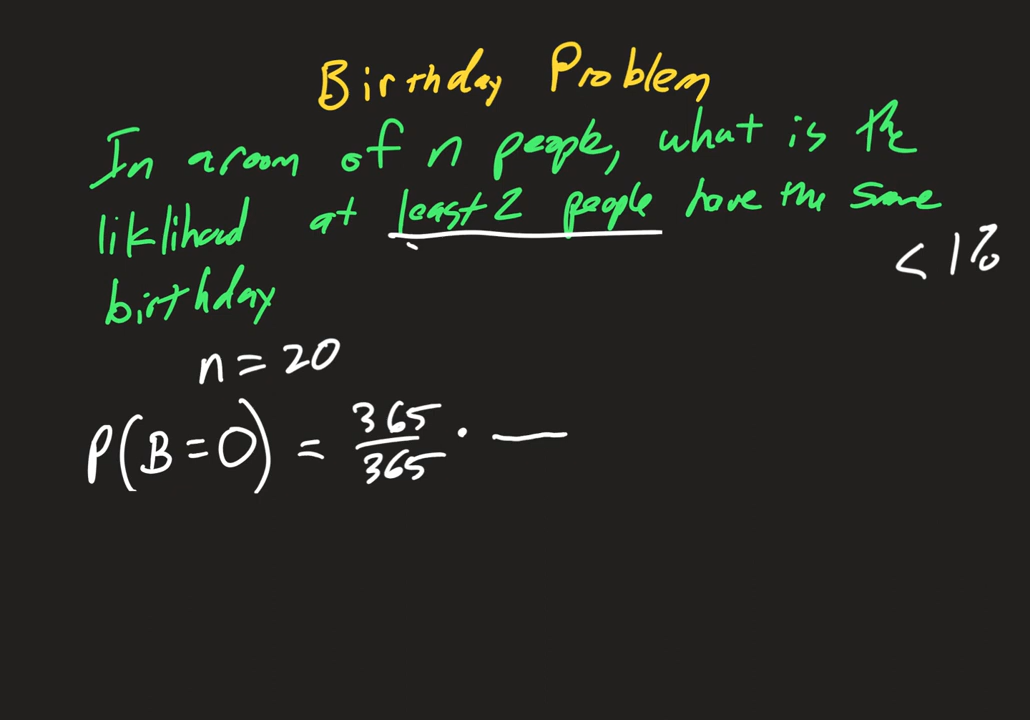 Birthday Problem
In a room of n people, what is the
liklihood at least 2 people have the same
< 1%
birthday
n = 20
P(B=0) = 365/365 · —